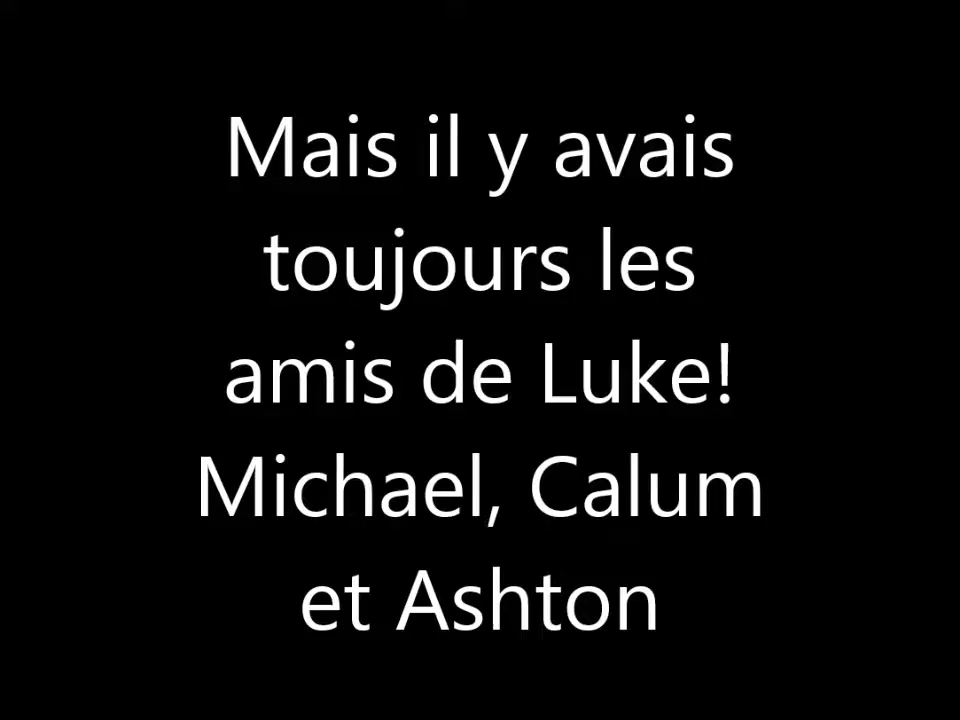 Mais il y avais
toujours les
amis de Luke!
Michael, Calum
et Ashton